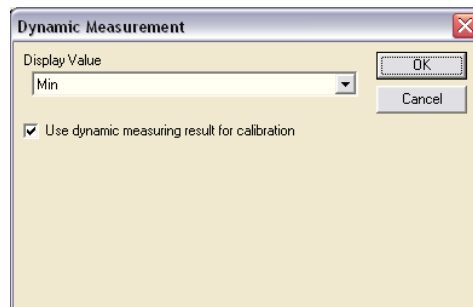 Dynamic Measurement
Display Value
OK
Min
Cancel
Use dynamic measuring result for calibration